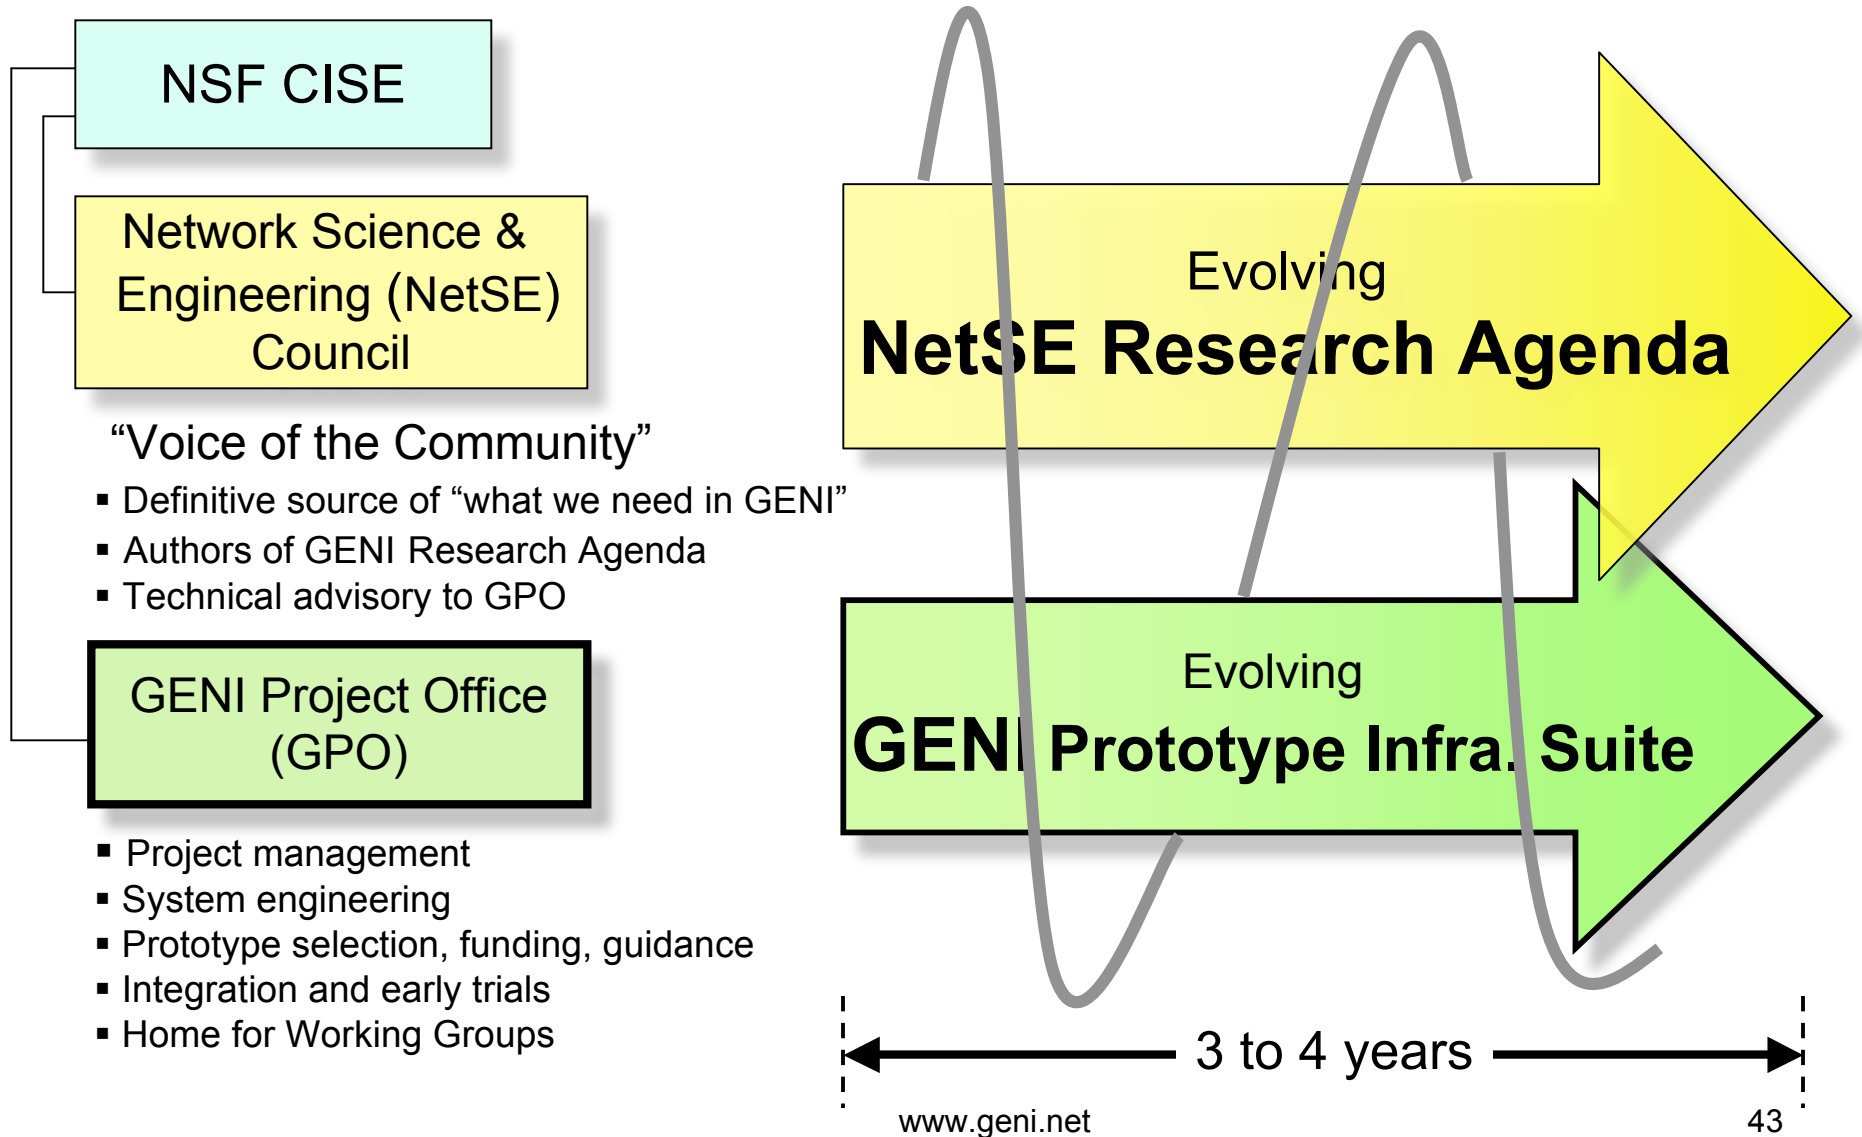 NSF CISE
Network Science &
Engineering (NetSE)
Council
“Voice of the Community”
▪ Definitive source of “what we need in GENI”
▪ Authors of GENI Research Agenda
▪ Technical advisory to GPO
GENI Project Office
(GPO)
▪ Project management
▪ System engineering
▪ Prototype selection, funding, guidance
▪ Integration and early trials
▪ Home for Working Groups
Evolving
NetSE Research Agenda
Evolving
GENI Prototype Infra. Suite
3 to 4 years
www.geni.net
43